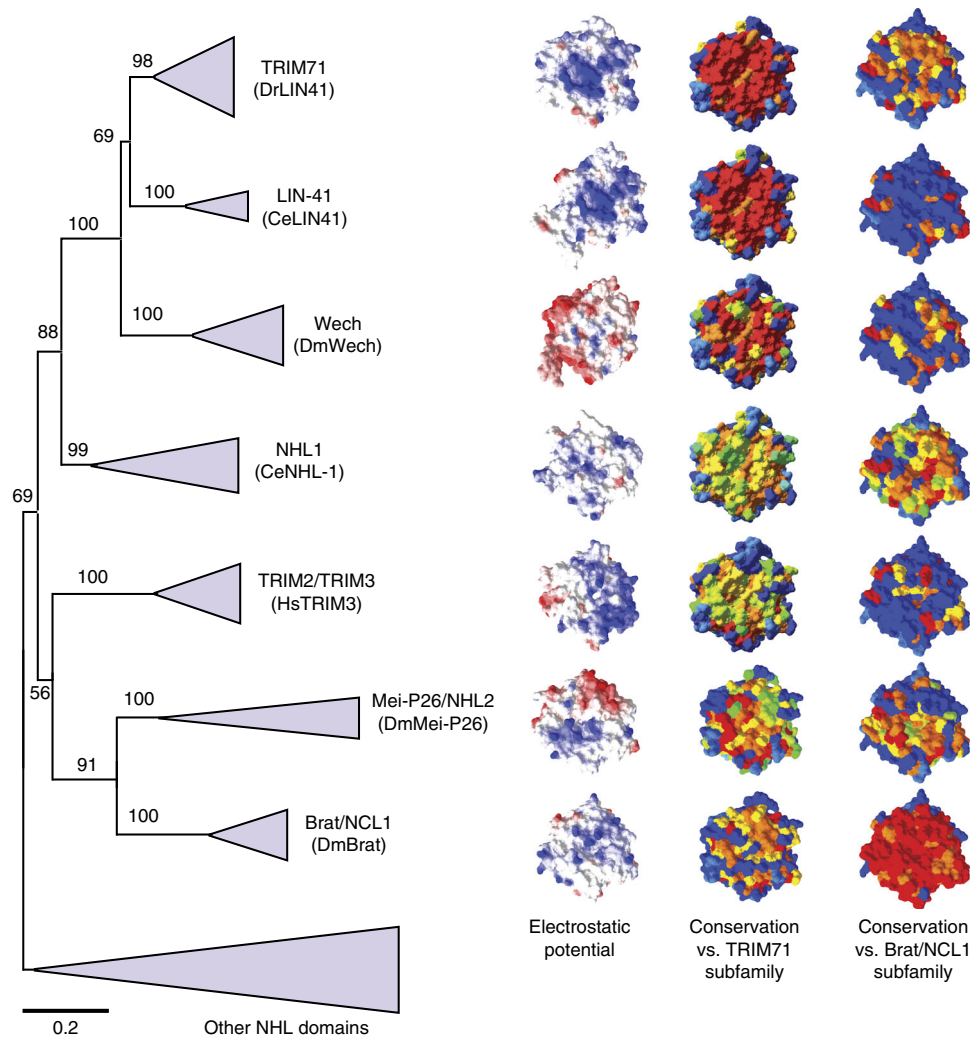 98
TRIM71
(DrLIN41)
69
100
LIN-41
(CeLIN41)
100
100
Wech
(DmWech)
88
99
NHL1
(CeNHL-1)
69
100
TRIM2/TRIM3
(HsTRIM3)
56
100
Mei-P26/NHL2
(DmMei-P26)
91
100
Brat/NCL1
(DmBrat)
Electrostatic
potential
Conservation
vs. TRIM71
subfamily
Conservation
vs. Brat/NCL1
subfamily
0.2
Other NHL domains